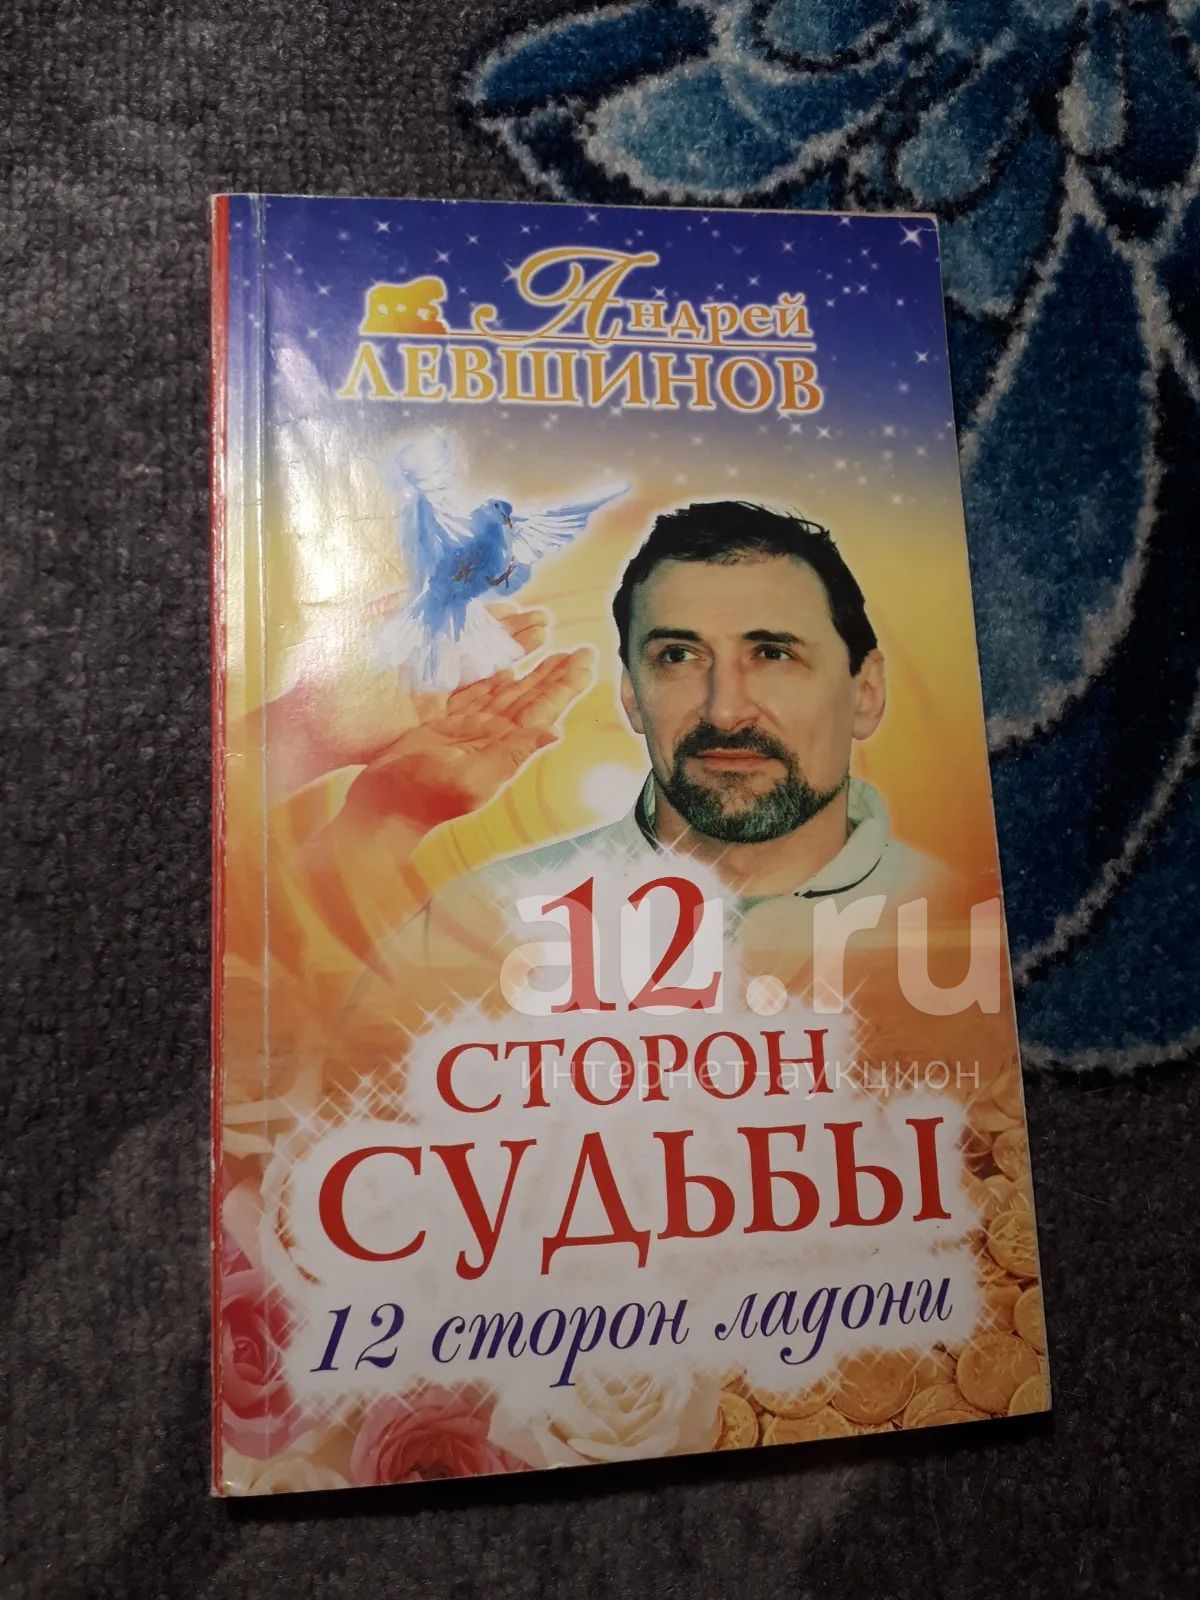 Андрей
ЛЕВШИНОВ
12
au.ru
СТОРОН
интернет-аукцион
СУДЬБЫ
12 сторон ладони